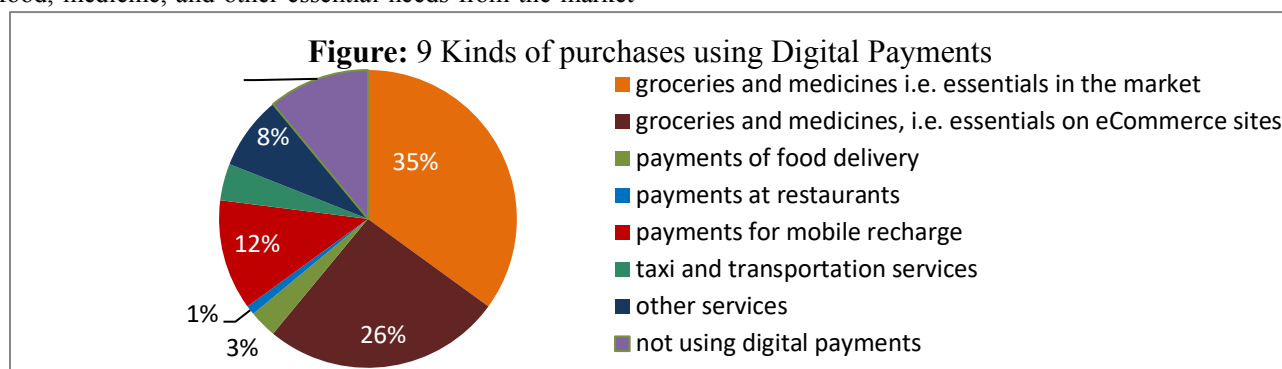 food, medicine, and other essential needs from the market
Figure: 9 Kinds of purchases using Digital Payments
groceries and medicines i.e. essentials in the market
groceries and medicines, i.e. essentials on eCommerce sites
payments of food delivery
payments at restaurants
payments for mobile recharge
taxi and transportation services
other services
not using digital payments
35%
26%
3%
1%
12%
8%